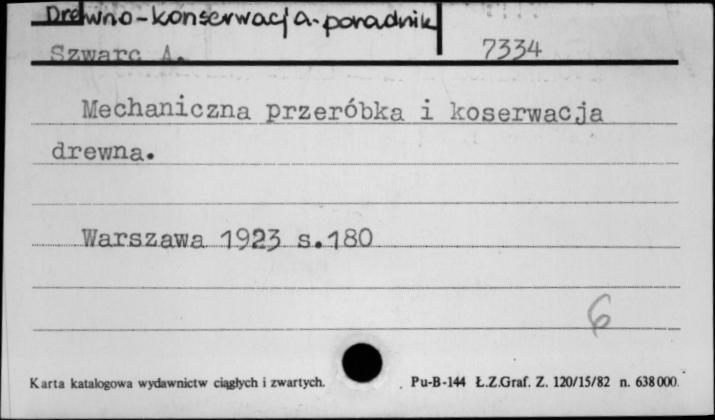 Drewno-konserwacja-poradnik
Szwarc A. 7334
Mechaniczna przeróbka i koserwacja
drewna.
Warszawa 1923 s.180
6
Karta katalogowa wydawnictw ciągłych i zwartych. Pu-B-144 Ł.Z.Graf. Z. 120/15/82 n. 638000.